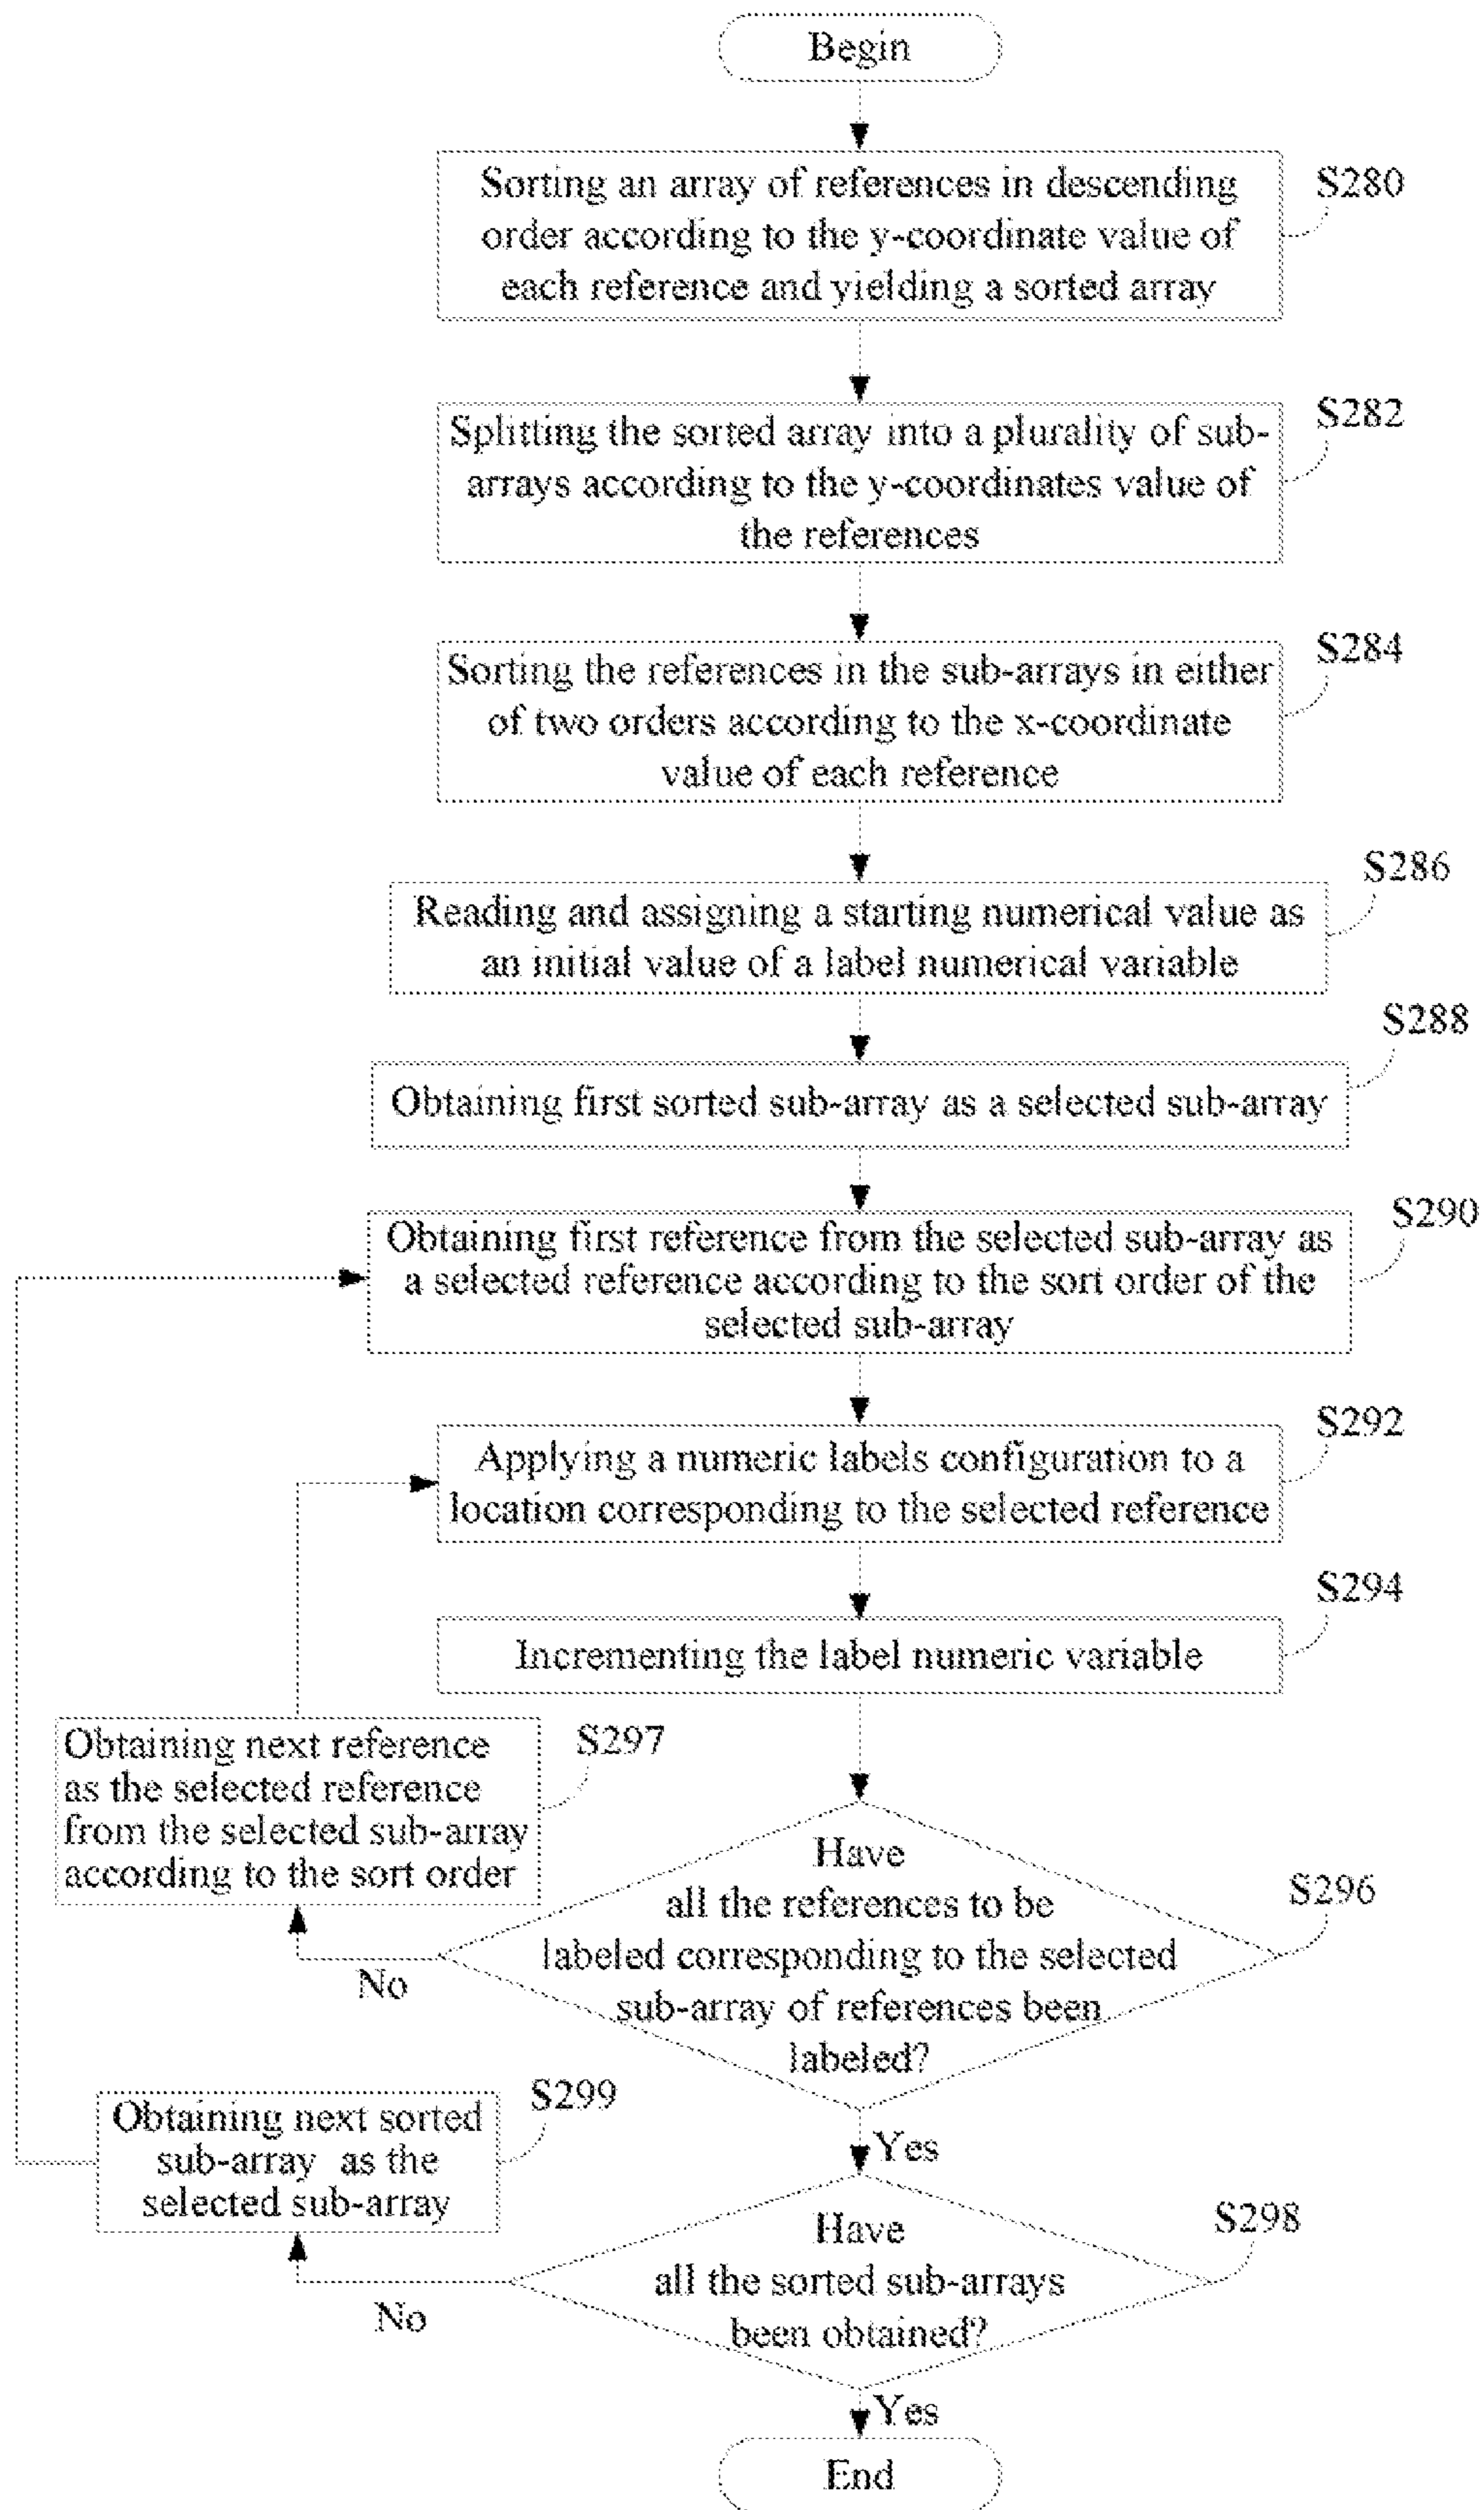 Begin
Sorting an array of references in descending
order according to the y-coordinate value of
each reference and yielding a sorted array
S280
Splitting the sorted array into a plurality of sub-
arrays according to the y-coordinates value of
the references
S282
Sorting the references in the sub-arrays in either
of two orders according to the x-coordinate
value of each reference
S284
Reading and assigning a starting numerical value as
an initial value of a label numerical variable
S286
Obtaining first sorted sub-array as a selected sub-array
S288
Obtaining first reference from the selected sub-array as
a selected reference according to the sort order of the
selected sub-array
S290
Applying a numeric labels configuration to a
location corresponding to the selected reference
S292
Incrementing the label numeric variable
S294
Obtaining next reference
as the selected reference
from the selected sub-array
according to the sort order
S297
Have
all the references to be
labeled corresponding to the selected
sub-array of references been
labeled?
S296
No
Yes
Obtaining next sorted
sub-array as the
selected sub-array
S299
Have
all the sorted sub-arrays
been obtained?
S298
No
Yes
End